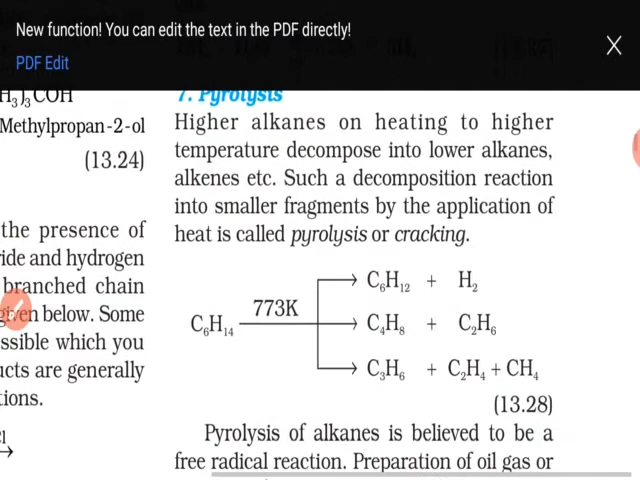 New function! You can edit the text in the PDF directly!
PDF Edit
H₃)₃COH
Methylpropan-2-ol
(13.24)
the presence of
ride and hydrogen
branched chain
given below. Some
ssible which you
ucts are generally
tions.
7. Pyrolysis
Higher alkanes on heating to higher
temperature decompose into lower alkanes,
alkenes etc. Such a decomposition reaction
into smaller fragments by the application of
heat is called pyrolysis or cracking.
C₆H₁₂ + H₂
C₆H₁₄ 773K → C₄H₈ + C₂H₆
C₃H₆ + C₂H₄ + CH₄
(13.28)
Pyrolysis of alkanes is believed to be a
free radical reaction. Preparation of oil gas or